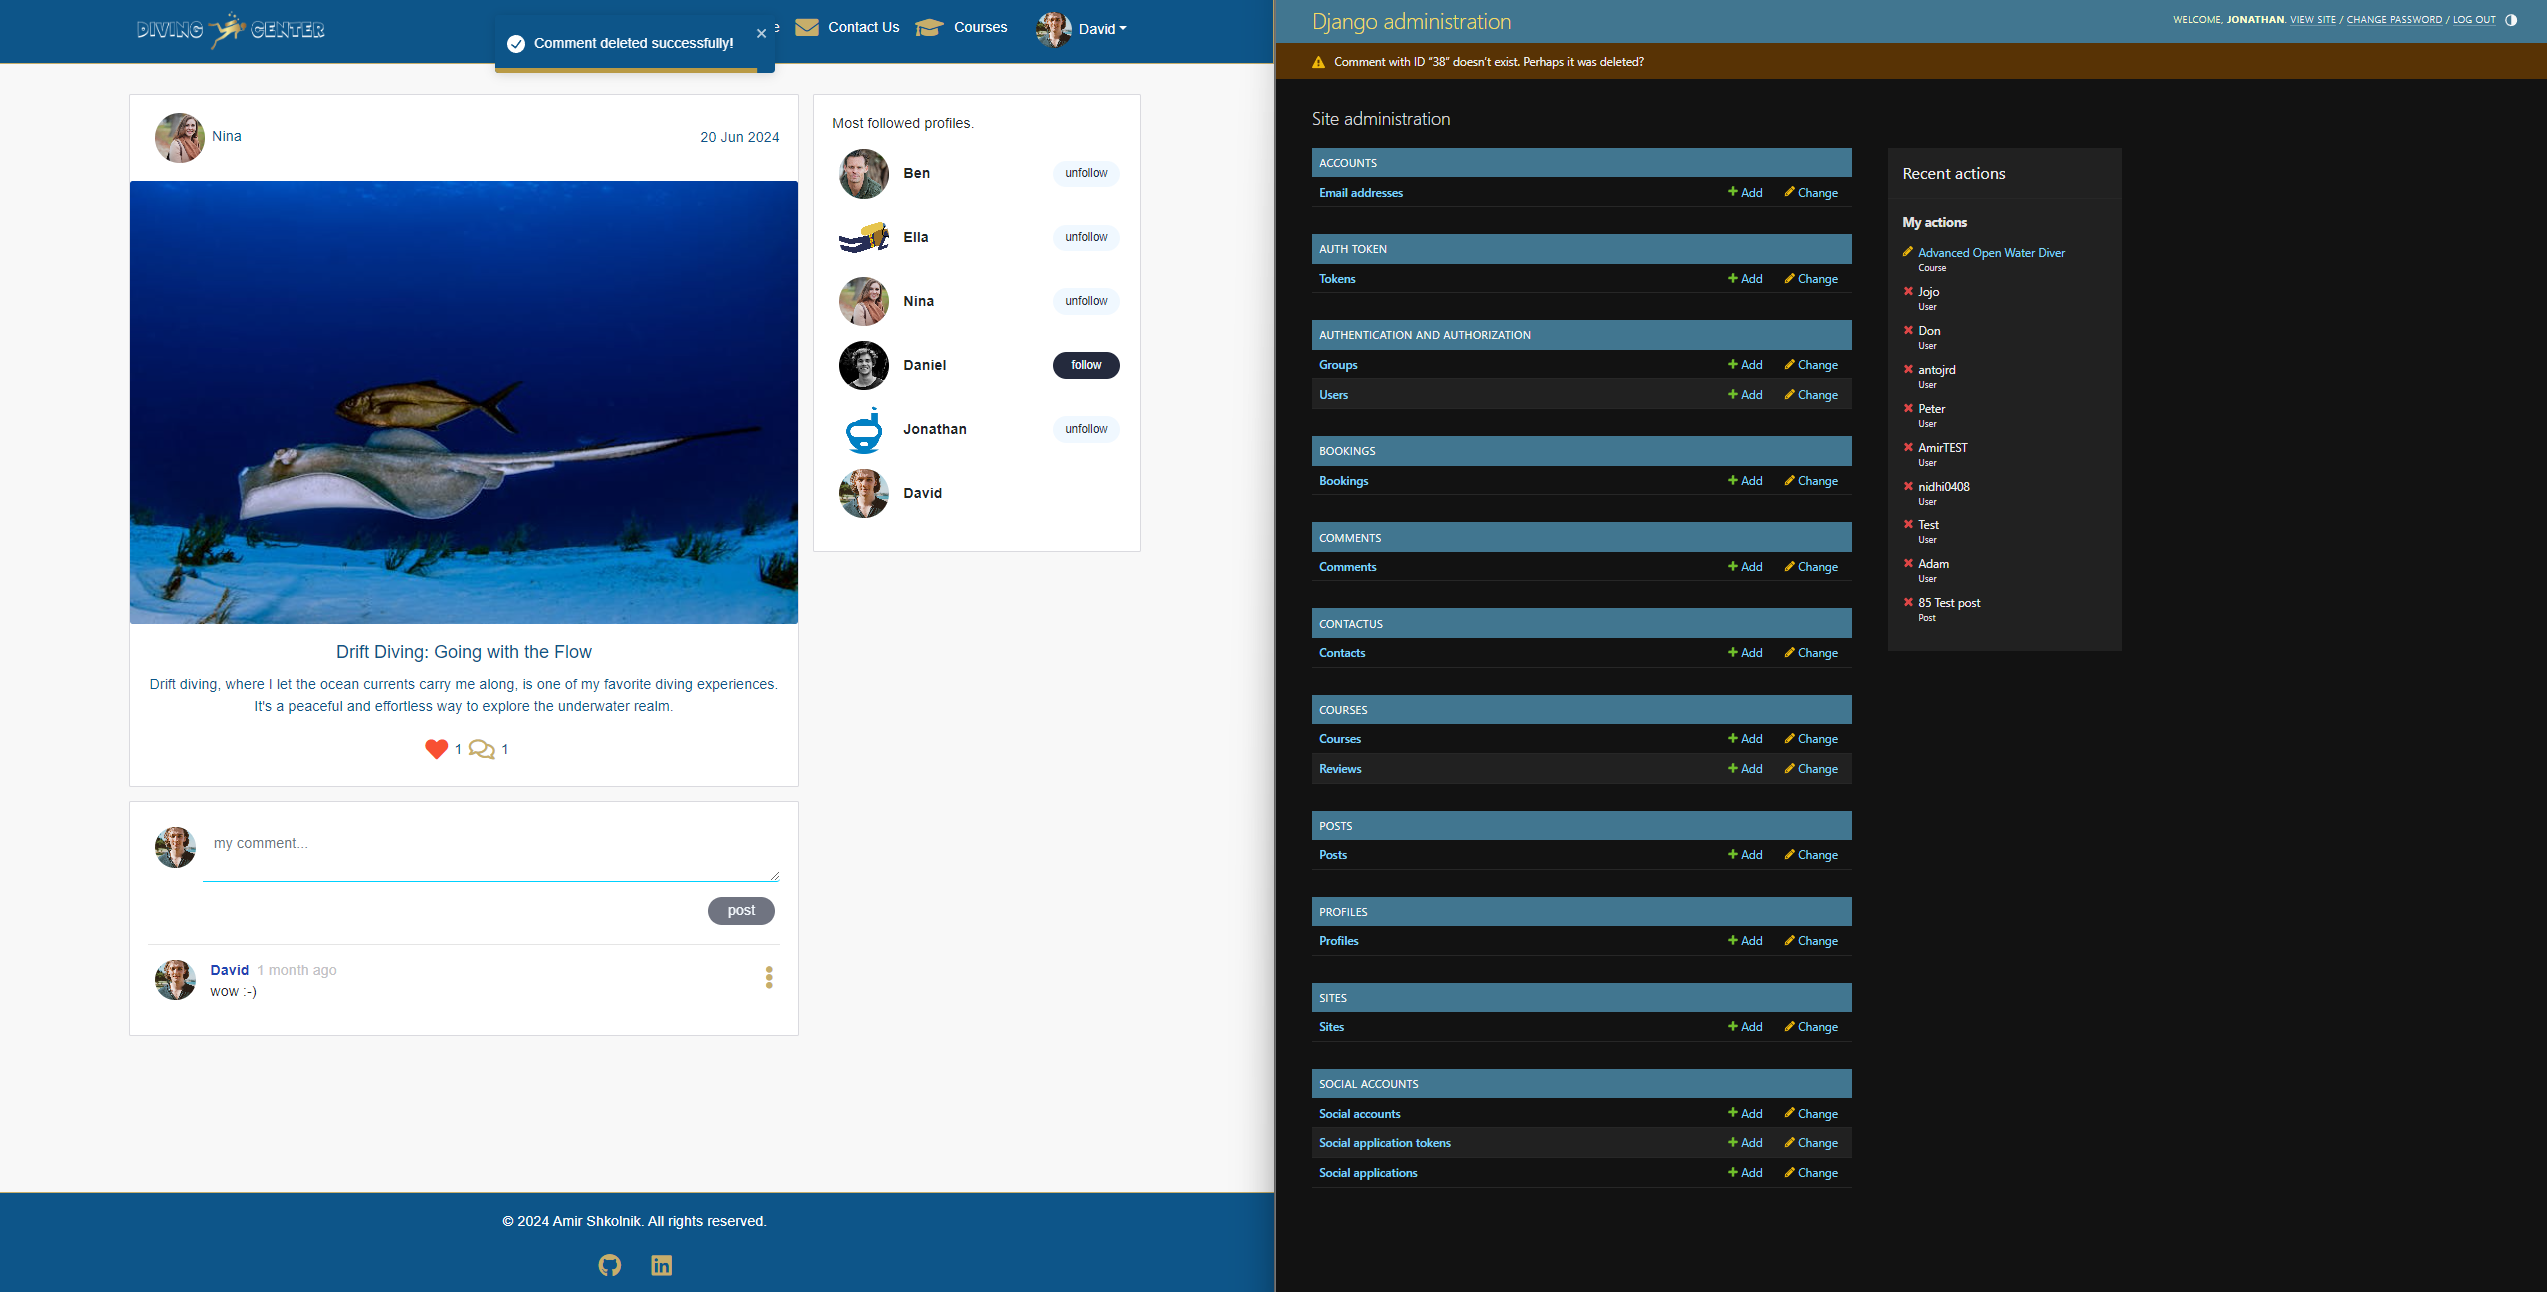 DIVING CENTER
Comment deleted successfully!
Contact Us
Courses
David
Nina
20 Jun 2024
Drift Diving: Going with the Flow
Drift diving, where I let the ocean currents carry me along, is one of my favorite diving experiences.
It's a peaceful and effortless way to explore the underwater realm.
1
1
my comment...
post
David 1 month ago
wow :-)
Most followed profiles.
Ben
unfollow
Ella
unfollow
Nina
unfollow
Daniel
follow
Jonathan
unfollow
David
© 2024 Amir Shkolnik. All rights reserved.
Django administration
WELCOME, JONATHAN. VIEW SITE / CHANGE PASSWORD / LOG OUT
Comment with ID “38” doesn’t exist. Perhaps it was deleted?
Site administration
ACCOUNTS
Email addresses Add Change
AUTH TOKEN
Tokens Add Change
AUTHENTICATION AND AUTHORIZATION
Groups Add Change
Users Add Change
BOOKINGS
Bookings Add Change
COMMENTS
Comments Add Change
CONTACTUS
Contacts Add Change
COURSES
Courses Add Change
Reviews Add Change
POSTS
Posts Add Change
PROFILES
Profiles Add Change
SITES
Sites Add Change
SOCIAL ACCOUNTS
Social accounts Add Change
Social application tokens Add Change
Social applications Add Change
Recent actions
My actions
Advanced Open Water Diver
Course
Jojo
User
Don
User
antojrd
User
Peter
User
AmirTEST
User
nidhi0408
User
Test
User
Adam
User
85 Test post
Post